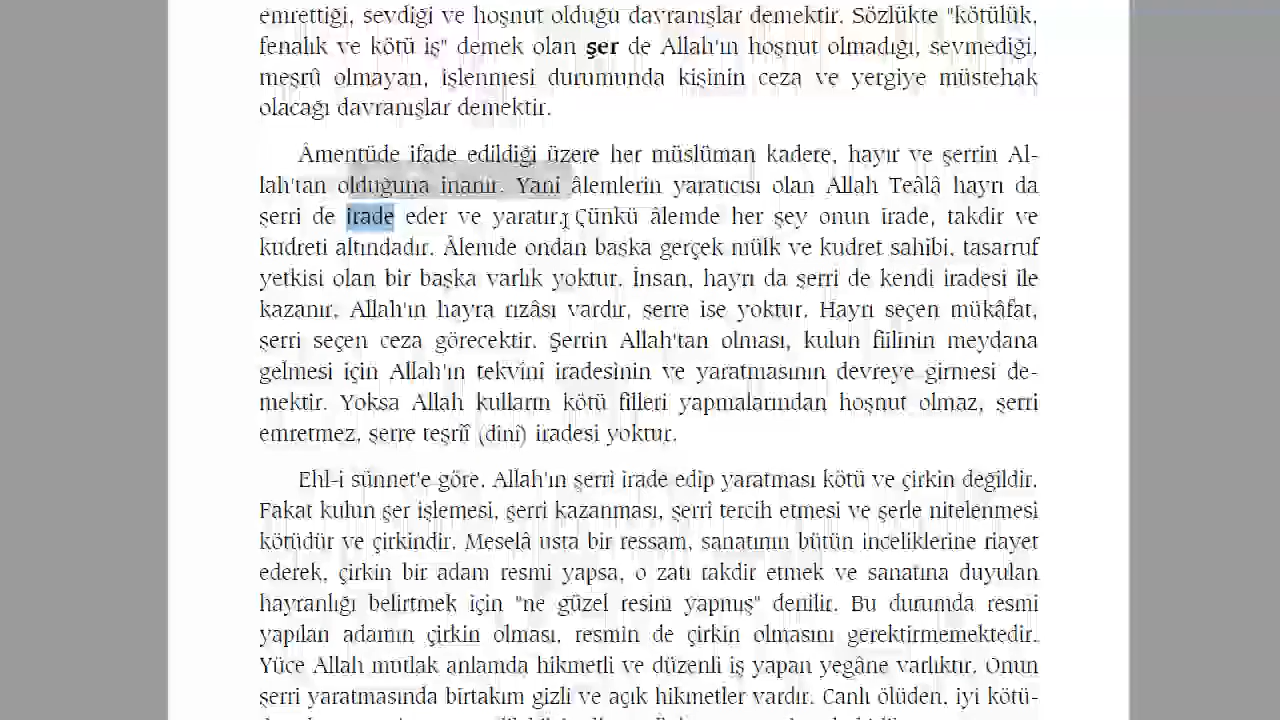 emrettiği, sevdiği ve hoşnut olduğu davranışlar demektir. Sözlükte "kötülük,
fenalık ve kötü iş" demek olan şer de Allah'ın hoşnut olmadığı, sevmediği,
meşrû olmayan, işlenmesi durumunda kişinin ceza ve yergiye müstehak
olacağı davranışlar demektir.
Âmentüde ifade edildiği üzere her müslüman kadere, hayır ve şerrin Al-
lah'tan olduğuna inanır. Yani âlemlerin yaratıcısı olan Allah Teâlâ hayrı da
şerri de irade eder ve yaratır. Çünkü âlemde her şey onun irade, takdir ve
kudreti altındadır. Âlemde ondan başka gerçek mülk ve kudret sahibi, tasarruf
yetkisi olan bir başka varlık yoktur. İnsan, hayrı da şerri de kendi iradesi ile
kazanır. Allah'ın hayra rızâsı vardır, şerre ise yoktur. Hayrı seçen mükâfat,
şerri seçen ceza görecektir. Şerrin Allah'tan olması, kulun fiilinin meydana
gelmesi için Allah'ın tekvînî iradesinin ve yaratmasının devreye girmesi de-
mektir. Yoksa Allah kulların kötü filleri yapmalarından hoşnut olmaz, şerri
emretmez, şerre teşrîî (dinî) iradesi yoktur.
Ehl-i sünnet'e göre, Allah'ın şerri irade edip yaratması kötü ve çirkin değildir.
Fakat kulun şer işlemesi, şerri kazanması, şerri tercih etmesi ve şerle nitelenmesi
kötüdür ve çirkindir. Meselâ usta bir ressam, sanatının bütün inceliklerine riayet
ederek, çirkin bir adam resmi yapsa, o zatı takdir etmek ve sanatına duyulan
hayranlığı belirtmek için "ne güzel resim yapmış" denilir. Bu durumda resmi
yapılan adamın çirkin olması, resmin de çirkin olmasını gerektirmemektedir.
Yüce Allah mutlak anlamda hikmetli ve düzenli iş yapan yegâne varlıktır. Onun
şerri yaratmasında birtakım gizli ve açık hikmetler vardır. Canlı ölüden, iyi kötü-